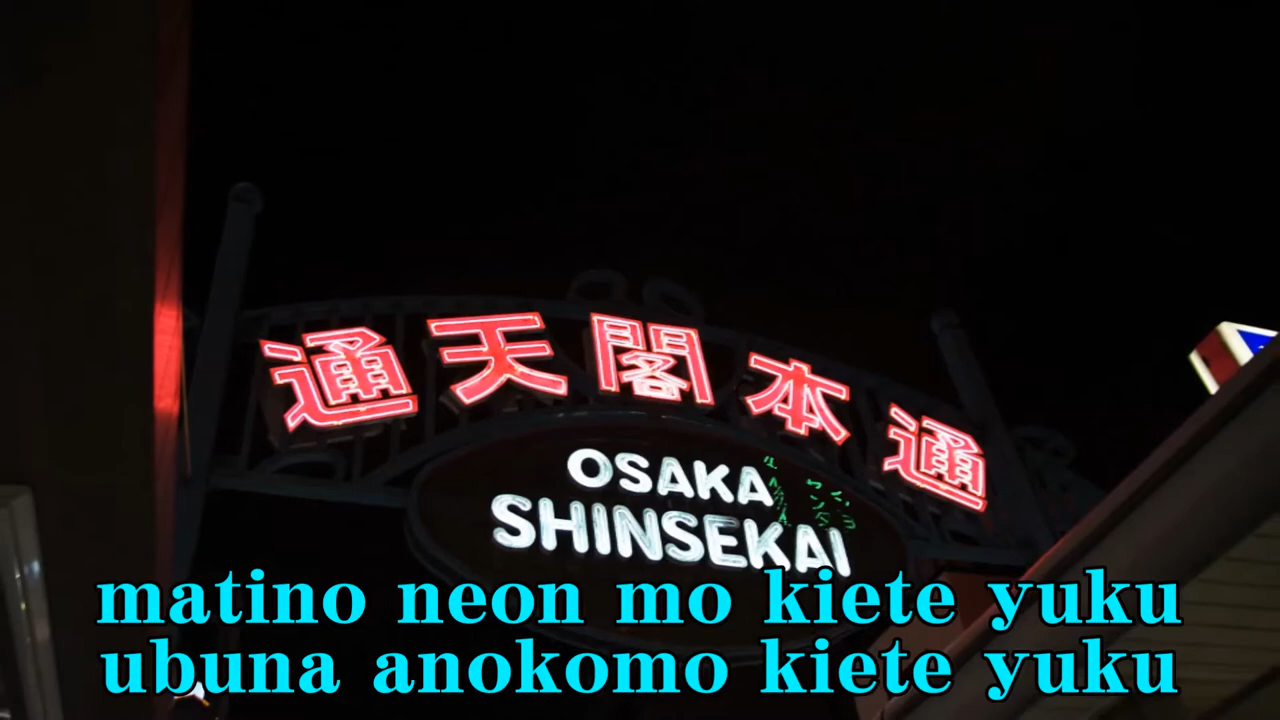 通天閣本通
OSAKA
SHINSEKAI
matino neon mo kiete yuku
ubuna anokomo kiete yuku